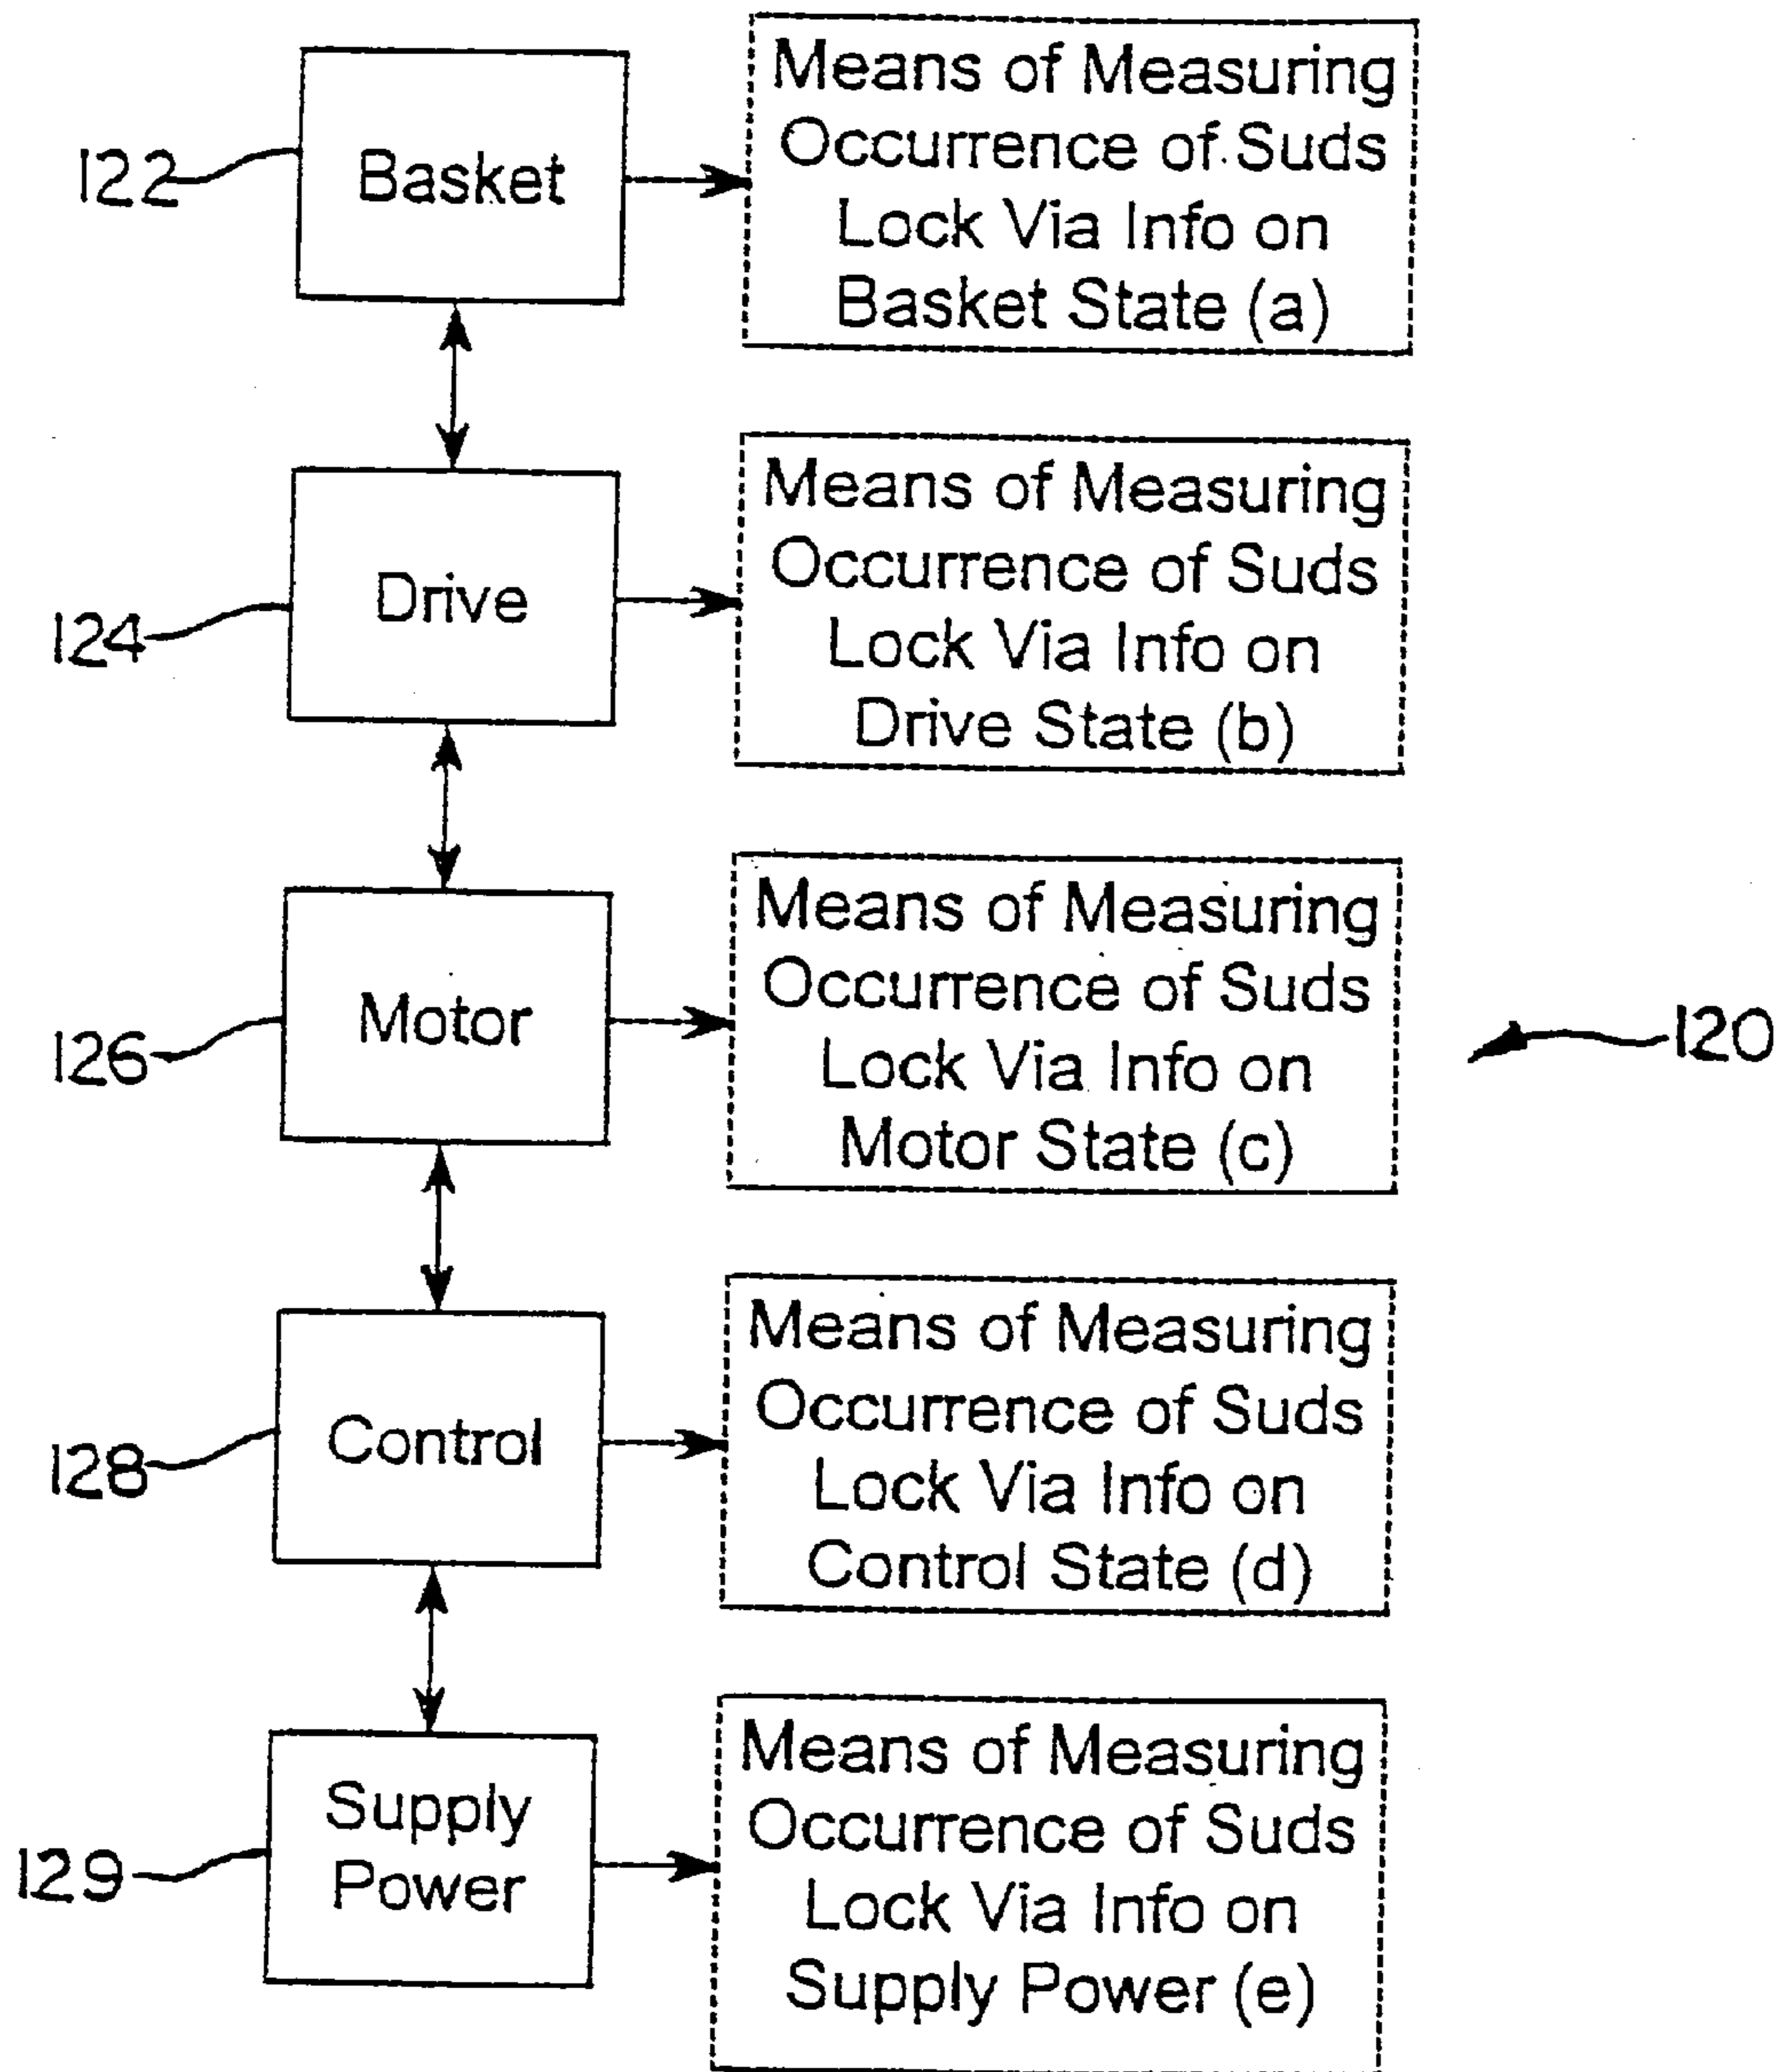 Means of Measuring
Occurrence of Suds
Lock Via Info on
Basket State (a)
122
Basket
Means of Measuring
Occurrence of Suds
Lock Via Info on
Drive State (b)
124
Drive
Means of Measuring
Occurrence of Suds
Lock Via Info on
Motor State (c)
126
Motor
120
Means of Measuring
Occurrence of Suds
Lock Via Info on
Control State (d)
128
Control
Means of Measuring
Occurrence of Suds
Lock Via Info on
Supply Power (e)
129
Supply
Power